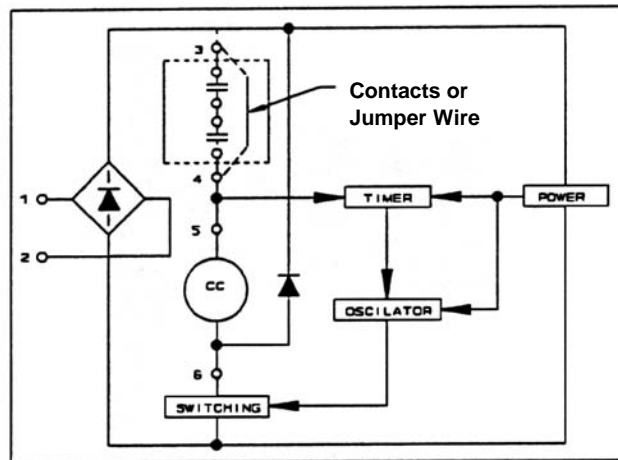 3
Contacts or
Jumper Wire
4
1
TIMER
POWER
5
2
CC
OSCILATOR
6
SWITCHING